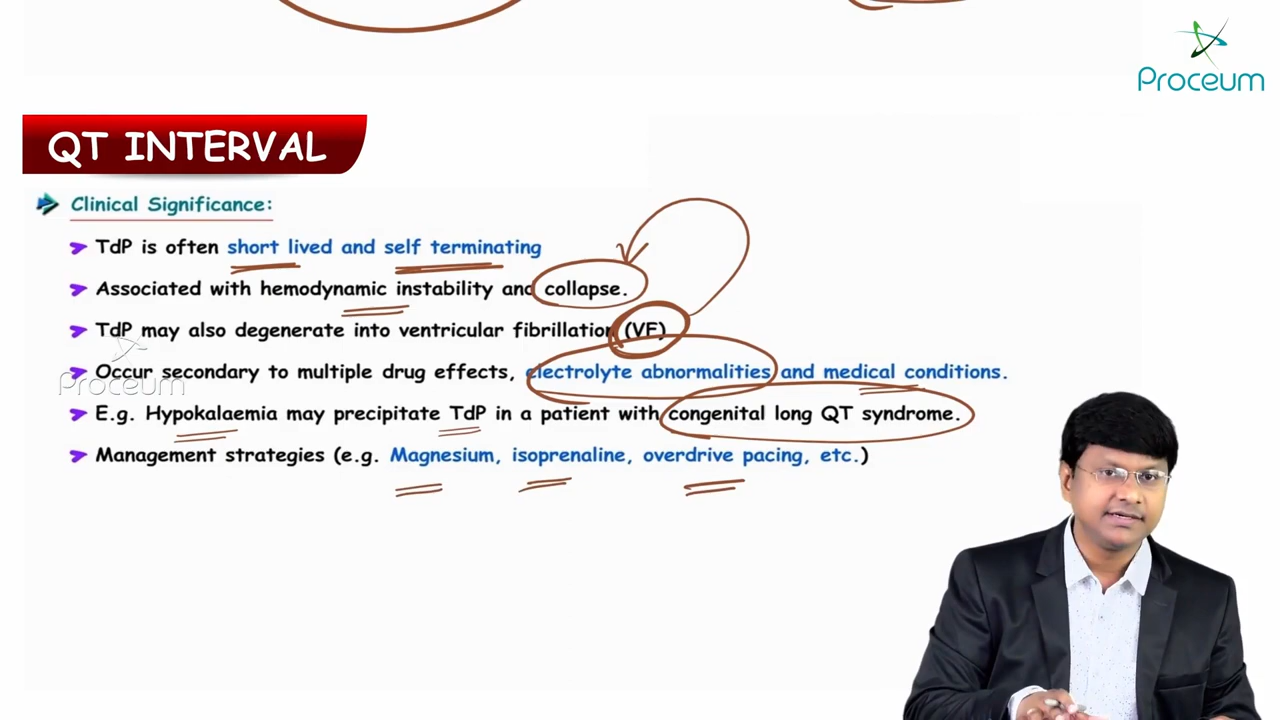 Proceum
QT INTERVAL
Clinical Significance:
TdP is often short lived and self terminating
Associated with hemodynamic instability and collapse.
TdP may also degenerate into ventricular fibrillation (VF)
Proceum
Occur secondary to multiple drug effects, electrolyte abnormalities and medical conditions.
E.g. Hypokalaemia may precipitate TdP in a patient with congenital long QT syndrome.
Management strategies (e.g. Magnesium, isoprenaline, overdrive pacing, etc.)